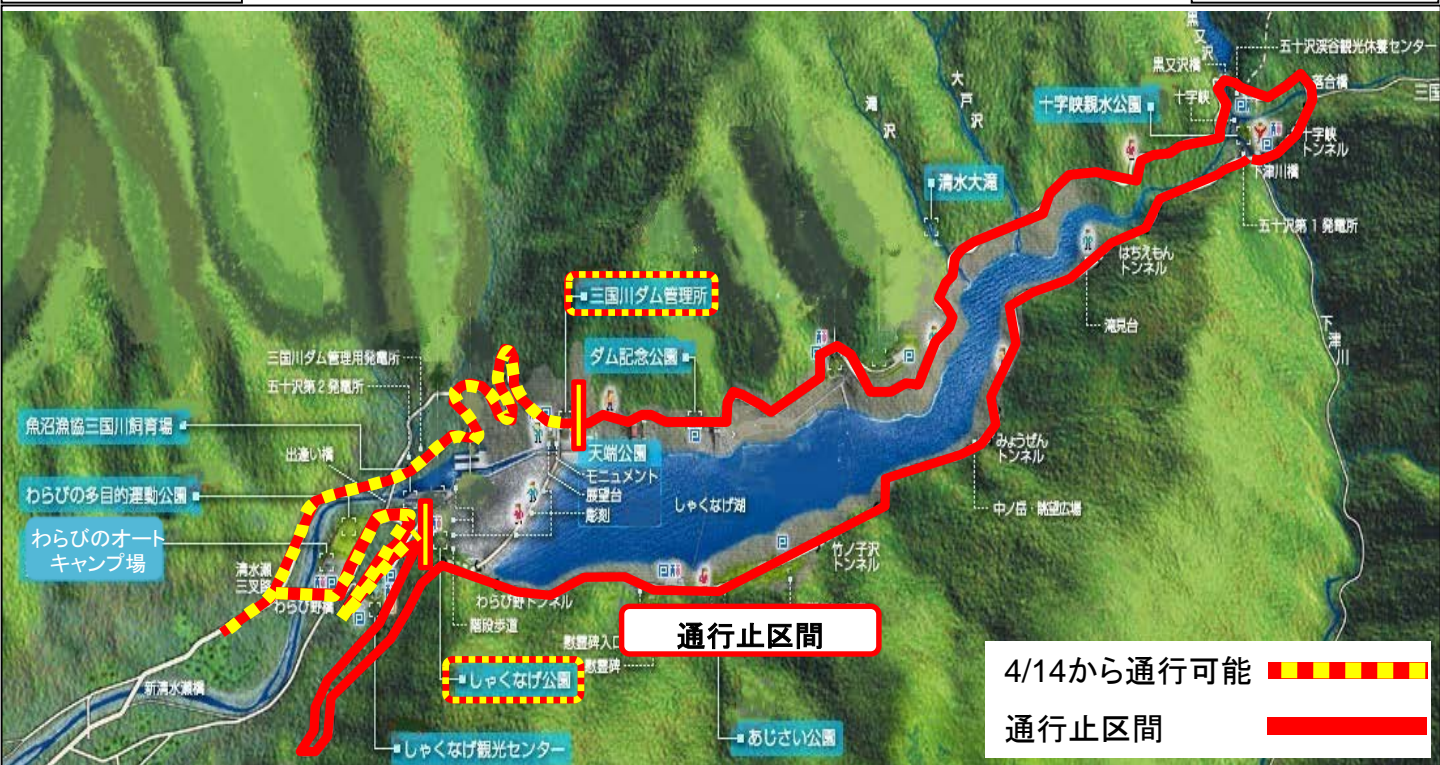 黒又沢
五十沢渓谷観光休養センター
黒又沢橋
落合橋
三国
十字峡
十字峡親水公園
十字峡
トンネル
下津川橋
五十沢第1発電所
滝沢
大戸沢
清水大滝
はちえもん
トンネル
滝見台
下津川
三国川ダム管理所
ダム記念公園
三国川ダム管理用発電所
五十沢第2発電所
魚沼漁協三国川飼育場
出逢い橋
わらびの多目的運動公園
わらびのオート
キャンプ場
天端公園
モニュメント
展望台
彫刻
しゃくなげ湖
みょうぜん
トンネル
中ノ岳・眺望広場
竹ノ子沢
トンネル
清水瀬
三叉路
わらび野橋
わらび野トンネル
階段歩道
慰霊碑入口
慰霊碑
通行止区間
しゃくなげ公園
新清水瀬橋
しゃくなげ観光センター
あじさい公園
4/14から通行可能
通行止区間